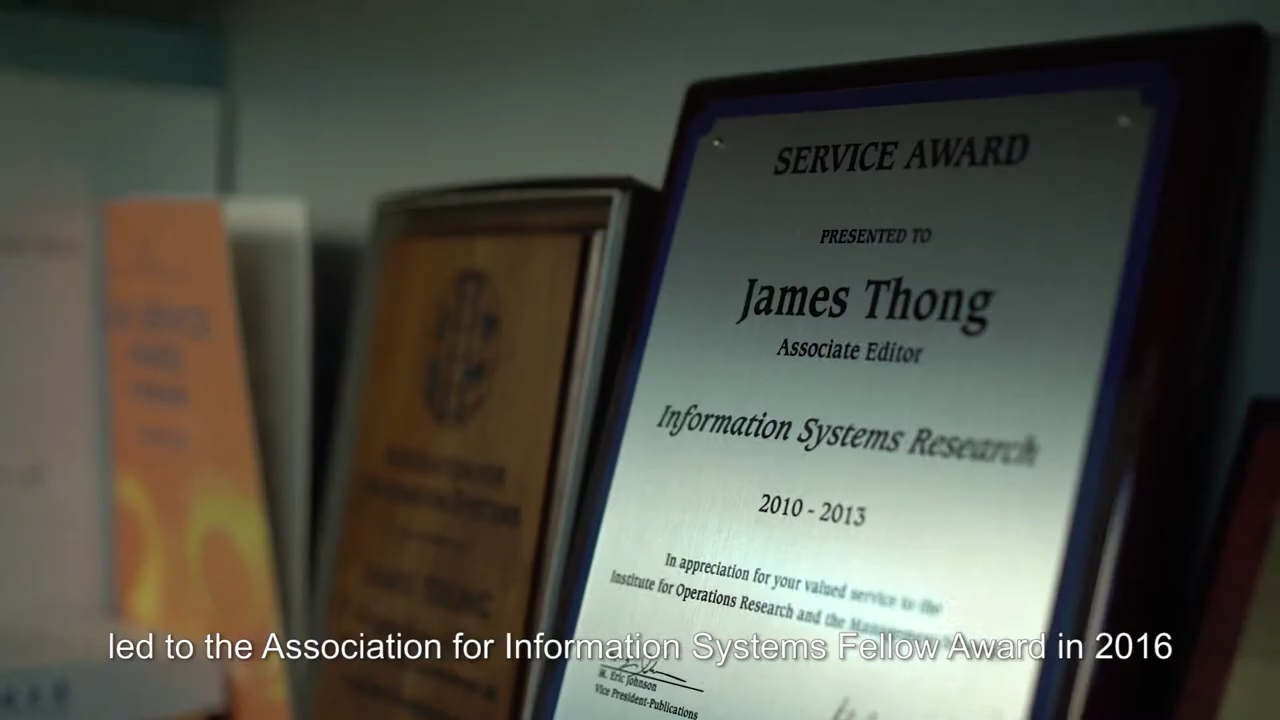 SERVICE AWARD
PRESENTED TO
James Thong
Associate Editor
Information Systems Research
2010 - 2013
In appreciation for your valued service to the
Institute for Operations Research and the
led to the Association for Information Systems Fellow Award in 2016
M. Eric Johnson
Vice President-Publications